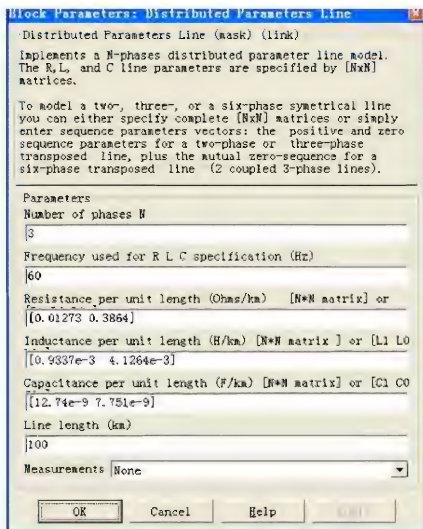 Block Parameters: Distributed Parameters Line
Distributed Parameters Line (mask) (link)
Implements a N-phases distributed parameter line model.
The R,L, and C line parameters are specified by [NxN]
matrices.
To model a two-, three-, or a six-phase symetrical line
you can either specify complete [NxN] matrices or simply
enter sequence parameters vectors: the positive and zero
sequence parameters for a two-phase or three-phase
transposed line, plus the mutual zero-sequence for a
six-phase transposed line (2 coupled 3-phase lines).
Parameters
Number of phases N
3
Frequency used for R L C specification (Hz)
60
Resistance per unit length (Ohms/km) [N*N matrix] or
[0.01273 0.3864]
Inductance per unit length (H/km) [N*N matrix ] or [L1 L0
[0.9337e-3 4.1264e-3]
Capacitance per unit length (F/km) [N*N matrix] or [C1 C0
[12.74e-9 7.751e-9]
Line length (km)
100
Measurements None
OK Cancel Help